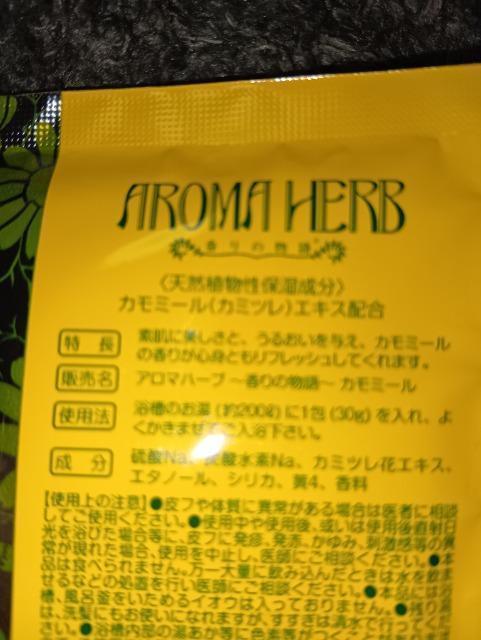 AROMA HERB
香りの物語
〈天然植物性保湿成分〉
カモミール(カミツレ)エキス配合
特長 素肌に美しさと、うるおいを与え、カモミール
の香りが心身ともリフレッシュしてくれます。
販売名 アロマハーブ 〜香りの物語〜 カモミール
使用法 浴槽のお湯(約200ℓ)に1包(30g)を入れ、よ
くかきまぜてご入浴下さい。
成分 硫酸Na、炭酸水素Na、カミツレ花エキス、
エタノール、シリカ、黄4、香料
【使用上の注意】●皮フや体質に異常がある場合は医者に相談
してご使用ください。●使用中や使用後、或いは使用後直射日
光を浴びた場合等に、皮フに発疹、発赤、かゆみ、刺激感等の異
常が現れた場合、使用を中止し、医師にご相談ください。●本
品は食べられません。万一大量に飲み込んだときは水を飲ま
せるなどの処置を行い医師にご相談ください。●本品には浴
槽、風呂釜をいためるイオウは入っておりません。●残り湯
は、洗濯にもお使いになれますが、すすぎは清水で行ってく
さい。●浴槽内部の湯あか等に色素が